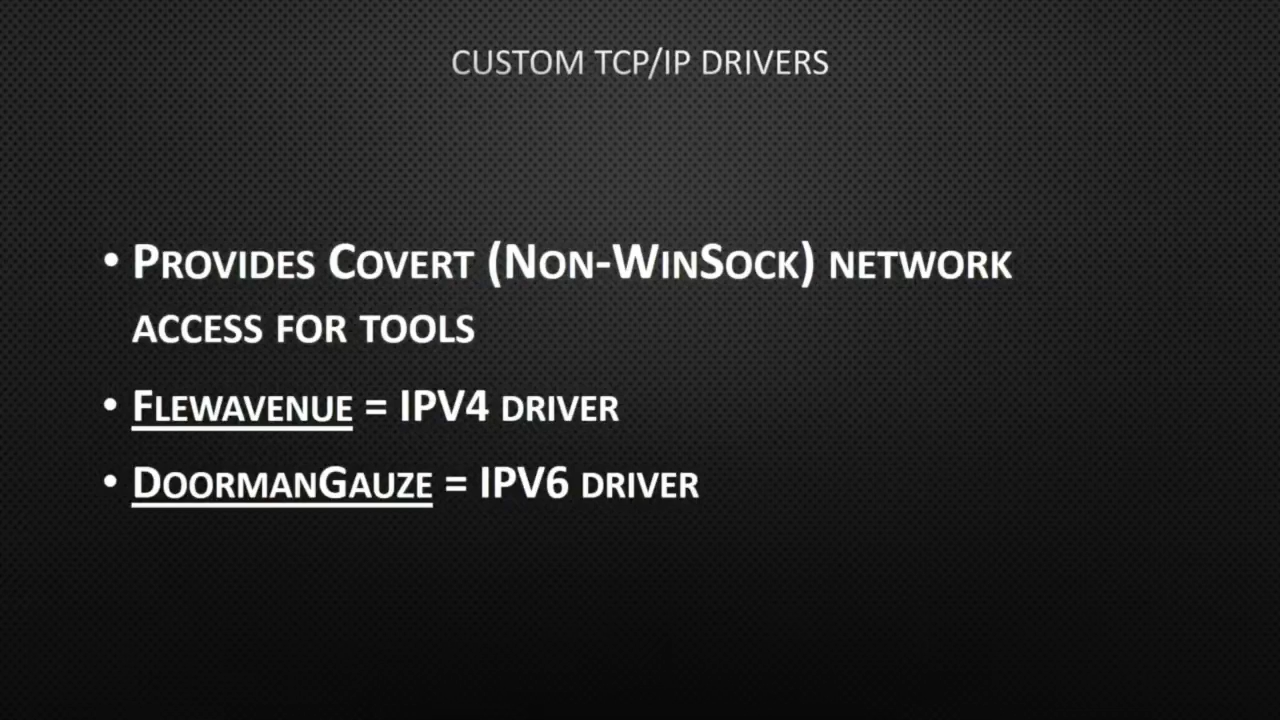 CUSTOM TCP/IP DRIVERS
• PROVIDES COVERT (NON-WINSOCK) NETWORK
ACCESS FOR TOOLS
• FLEWAVENUE = IPV4 DRIVER
• DOORMANGAUZE = IPV6 DRIVER